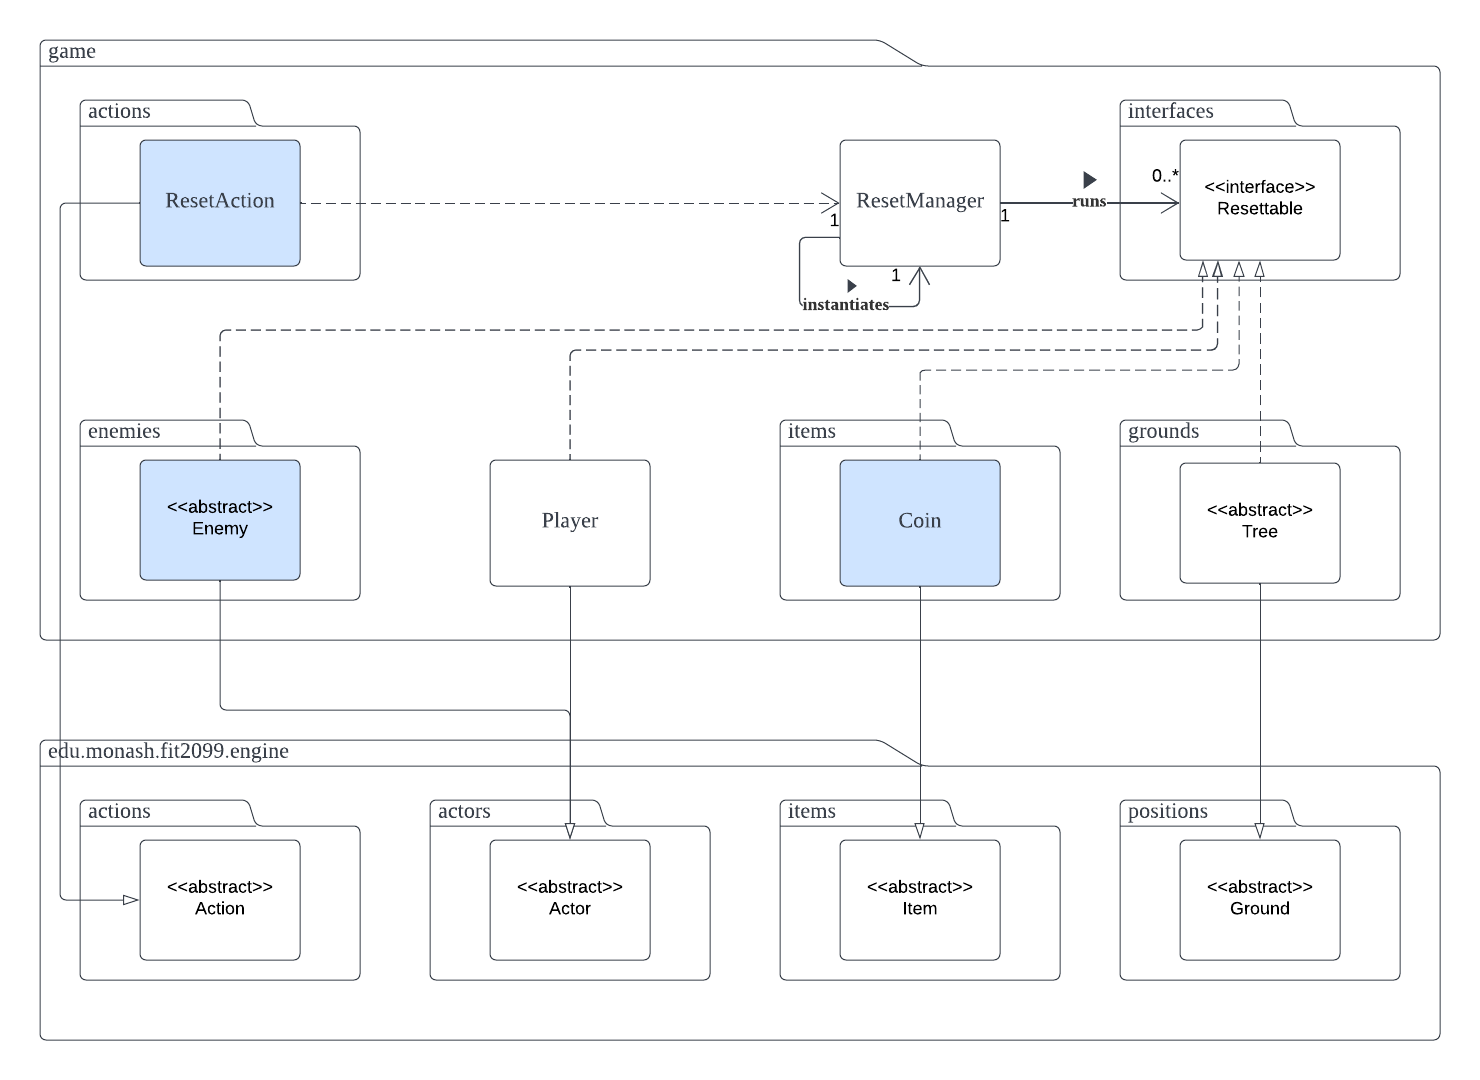 game
actions
interfaces
ResetAction
ResetManager
0..*
runs
<<interface>>
Resettable
1
1
1
instantiates
enemies
items
grounds
<<abstract>>
Enemy
Player
Coin
<<abstract>>
Tree
edu.monash.fit2099.engine
actions
actors
items
positions
<<abstract>>
Action
<<abstract>>
Actor
<<abstract>>
Item
<<abstract>>
Ground